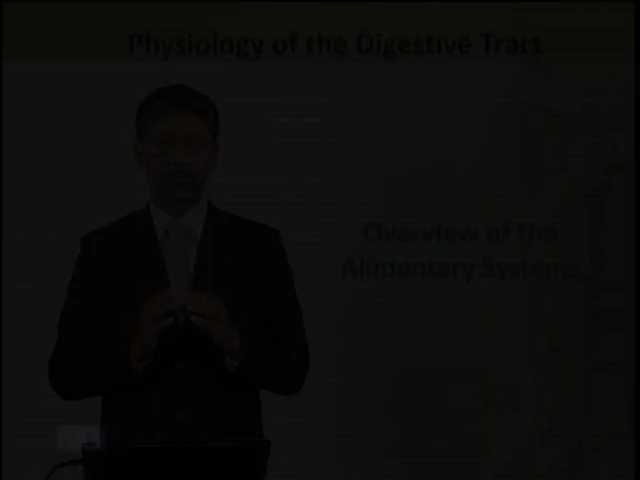 Physiology of the Digestive Tract
Overview of the
Alimentary Systems